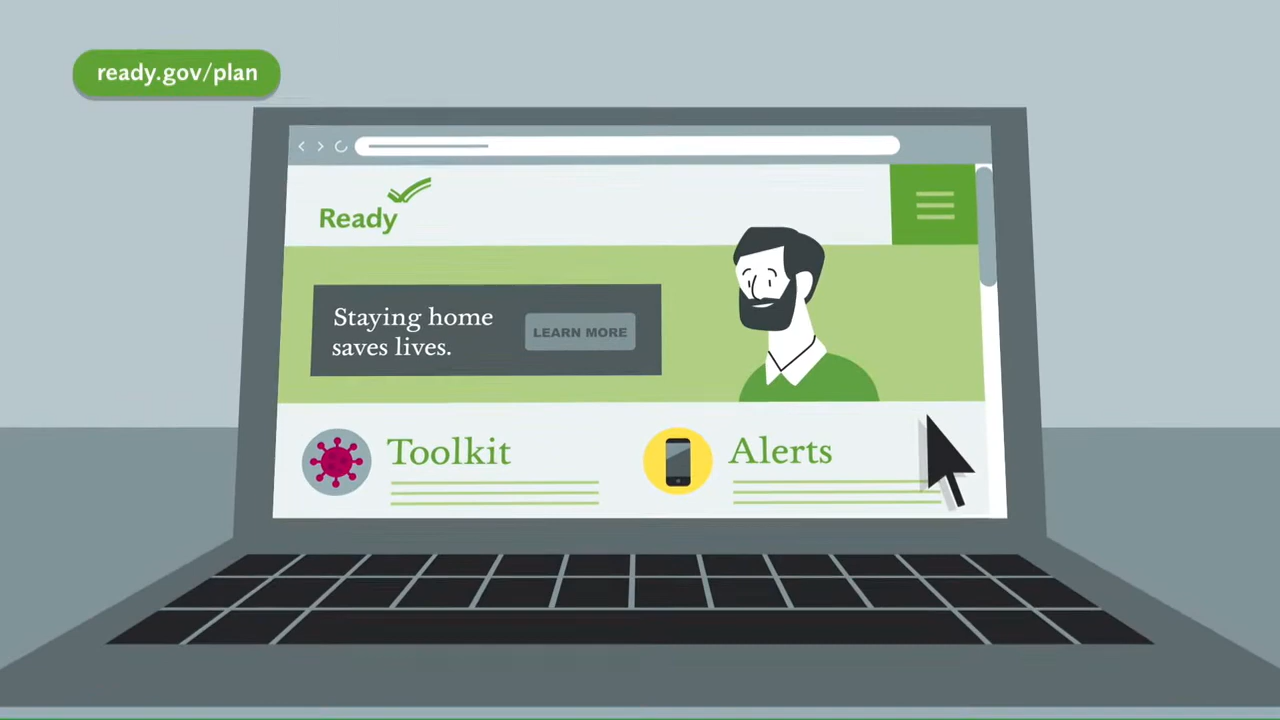 ready.gov/plan
Ready
Staying home
saves lives.
LEARN MORE
Toolkit
Alerts